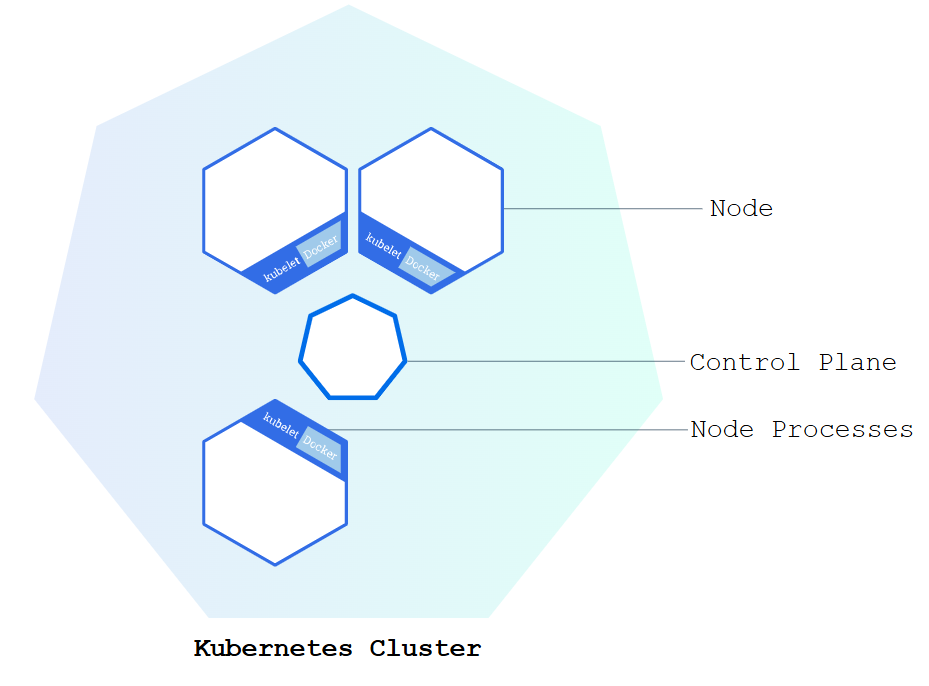 kubelet Docker
kubelet Docker
Node
Control Plane
kubelet Docker
Node Processes
Kubernetes Cluster